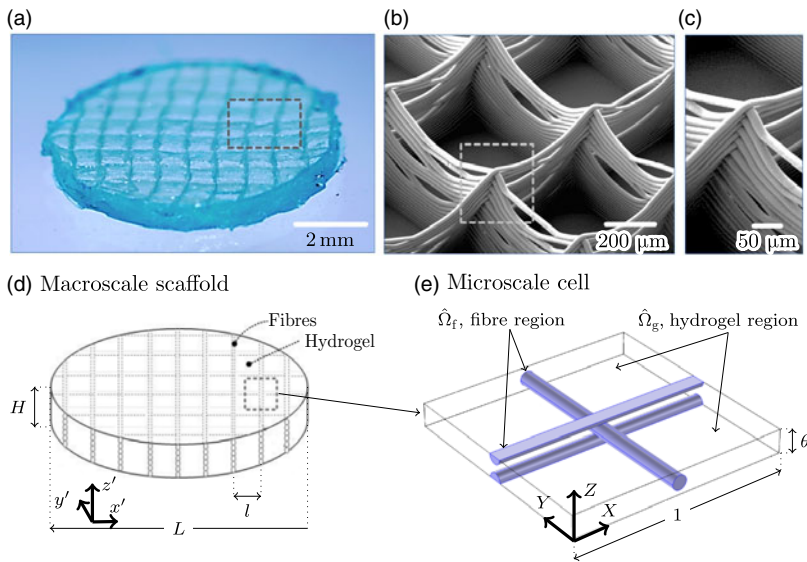 (a)
(b)
(c)
2 mm
200 µm
50 µm
(d) Macroscale scaffold
(e) Microscale cell
Fibres
Hydrogel
H
z′
y′
x′
l
L
Ω̂f, fibre region
Ω̂g, hydrogel region
θ
Z
Y
X
1